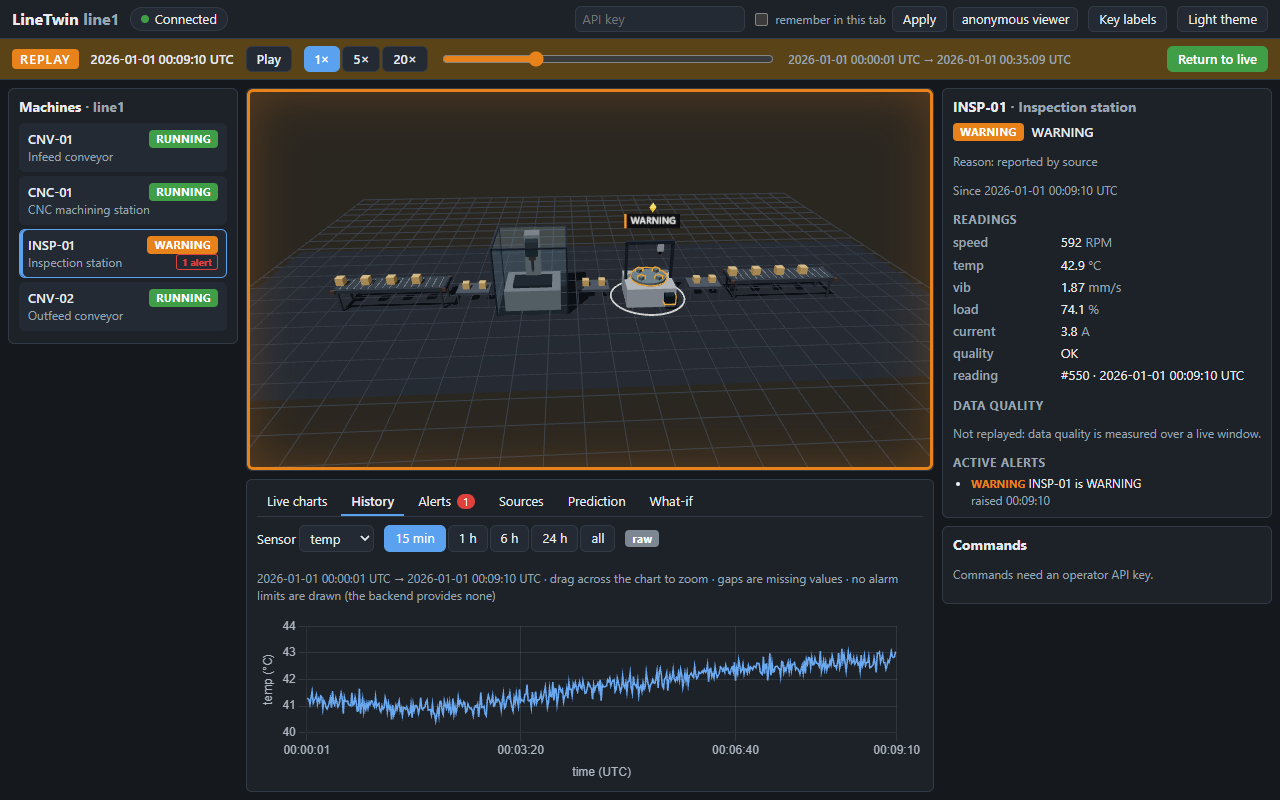 LineTwin line1 Connected API key remember in this tab Apply anonymous viewer Key labels Light theme
REPLAY 2026-01-01 00:09:10 UTC Play 1× 5× 20× 2026-01-01 00:00:01 UTC → 2026-01-01 00:35:09 UTC Return to live
Machines · line1
CNV-01 RUNNING
Infeed conveyor
CNC-01 RUNNING
CNC machining station
INSP-01 WARNING
Inspection station 1 alert
CNV-02 RUNNING
Outfeed conveyor
WARNING
Live charts History Alerts 1 Sources Prediction What-if
Sensor temp 15 min 1 h 6 h 24 h all raw
2026-01-01 00:00:01 UTC → 2026-01-01 00:09:10 UTC · drag across the chart to zoom · gaps are missing values · no alarm
limits are drawn (the backend provides none)
44
43
42
41
40
temp (°C)
00:00:01 00:03:20 00:06:40 00:09:10
time (UTC)
INSP-01 · Inspection station
WARNING WARNING
Reason: reported by source
Since 2026-01-01 00:09:10 UTC
READINGS
speed 592 RPM
temp 42.9 °C
vib 1.87 mm/s
load 74.1 %
current 3.8 A
quality OK
reading #550 · 2026-01-01 00:09:10 UTC
DATA QUALITY
Not replayed: data quality is measured over a live window.
ACTIVE ALERTS
• WARNING INSP-01 is WARNING
raised 00:09:10
Commands
Commands need an operator API key.